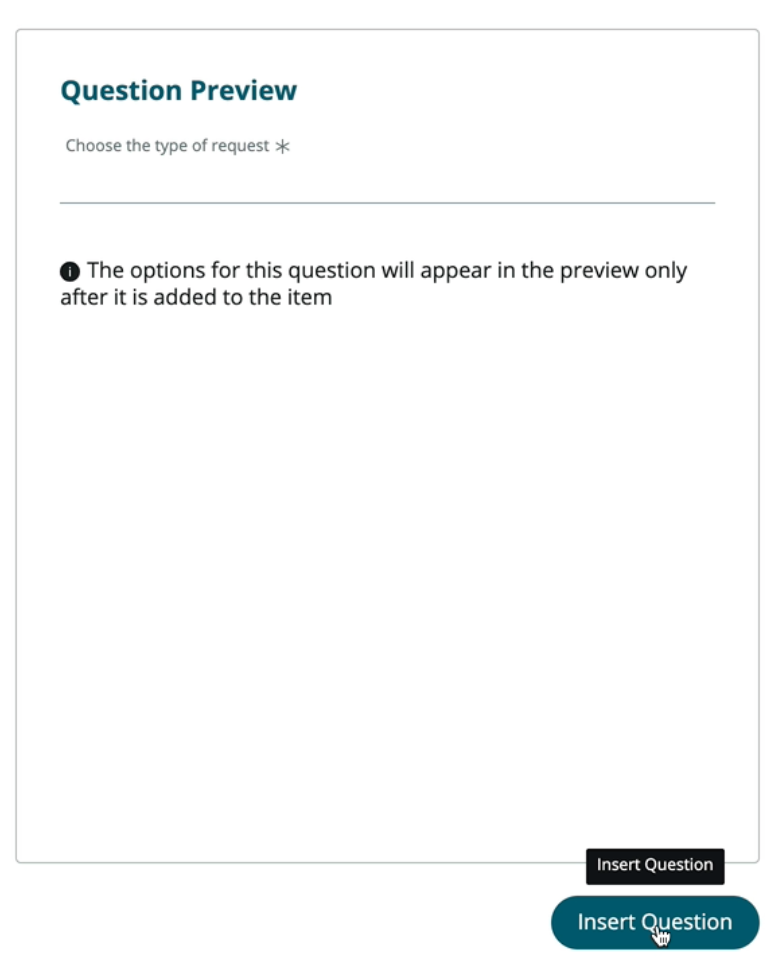 Question Preview
Choose the type of request *
The options for this question will appear in the preview only
after it is added to the item
Insert Question
Insert Question